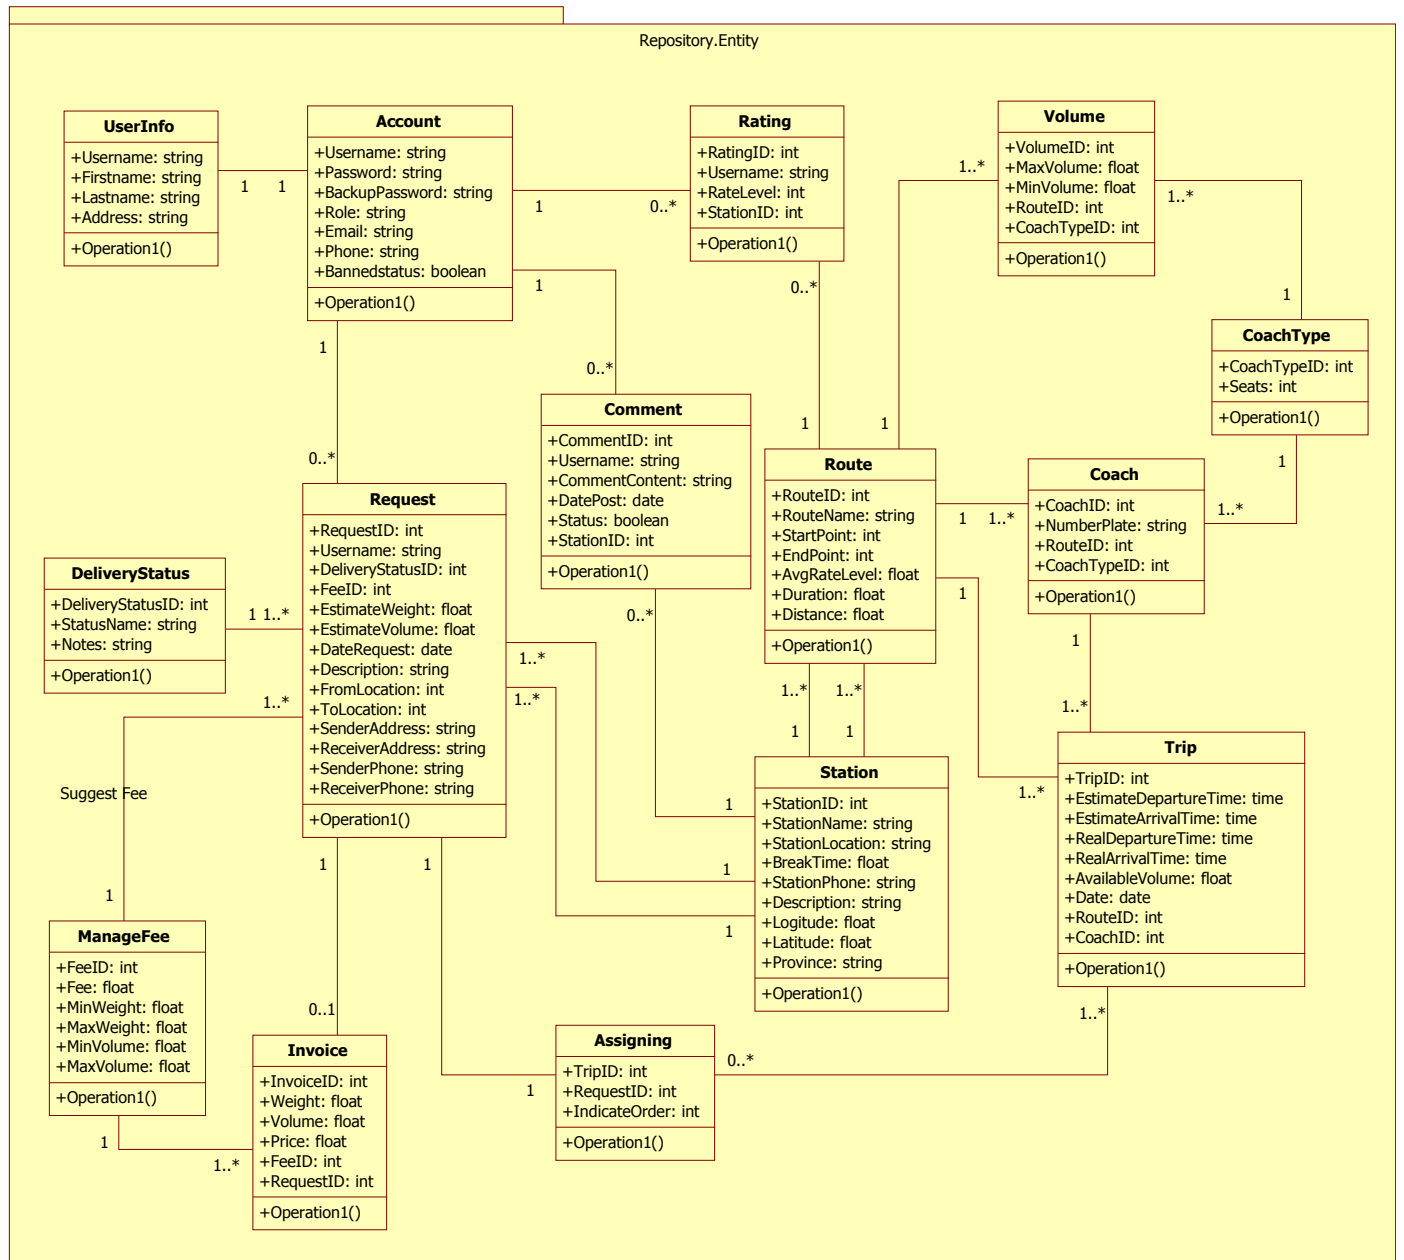 Repository.Entity
UserInfo
+Username: string
+Firstname: string
+Lastname: string
+Address: string
+Operation1()
1
1
Account
+Username: string
+Password: string
+BackupPassword: string
+Role: string
+Email: string
+Phone: string
+Bannedstatus: boolean
+Operation1()
1
0..*
1
0..*
1
0..*
Rating
+RatingID: int
+Username: string
+RateLevel: int
+StationID: int
+Operation1()
0..*
1
Volume
+VolumeID: int
+MaxVolume: float
+MinVolume: float
+RouteID: int
+CoachTypeID: int
+Operation1()
1..*
1
1..*
1
CoachType
+CoachTypeID: int
+Seats: int
+Operation1()
1
1..*
Comment
+CommentID: int
+Username: string
+CommentContent: string
+DatePost: date
+Status: boolean
+StationID: int
+Operation1()
0..*
1
Route
+RouteID: int
+RouteName: string
+StartPoint: int
+EndPoint: int
+AvgRateLevel: float
+Duration: float
+Distance: float
+Operation1()
1
1..*
1
1..*
1..*
1..*
1
1
Coach
+CoachID: int
+NumberPlate: string
+RouteID: int
+CoachTypeID: int
+Operation1()
1
1..*
Request
+RequestID: int
+Username: string
+DeliveryStatusID: int
+FeeID: int
+EstimateWeight: float
+EstimateVolume: float
+DateRequest: date
+Description: string
+FromLocation: int
+ToLocation: int
+SenderAddress: string
+ReceiverAddress: string
+SenderPhone: string
+ReceiverPhone: string
+Operation1()
1..*
1
1..*
1
DeliveryStatus
+DeliveryStatusID: int
+StatusName: string
+Notes: string
+Operation1()
1 1..*
1..*
Suggest Fee
1
Station
+StationID: int
+StationName: string
+StationLocation: string
+BreakTime: float
+StationPhone: string
+Description: string
+Logitude: float
+Latitude: float
+Province: string
+Operation1()
Trip
+TripID: int
+EstimateDepartureTime: time
+EstimateArrivalTime: time
+RealDepartureTime: time
+RealArrivalTime: time
+AvailableVolume: float
+Date: date
+RouteID: int
+CoachID: int
+Operation1()
1..*
0..*
ManageFee
+FeeID: int
+Fee: float
+MinWeight: float
+MaxWeight: float
+MinVolume: float
+MaxVolume: float
+Operation1()
1
1..*
1
0..1
Invoice
+InvoiceID: int
+Weight: float
+Volume: float
+Price: float
+FeeID: int
+RequestID: int
+Operation1()
1
1
Assigning
+TripID: int
+RequestID: int
+IndicateOrder: int
+Operation1()